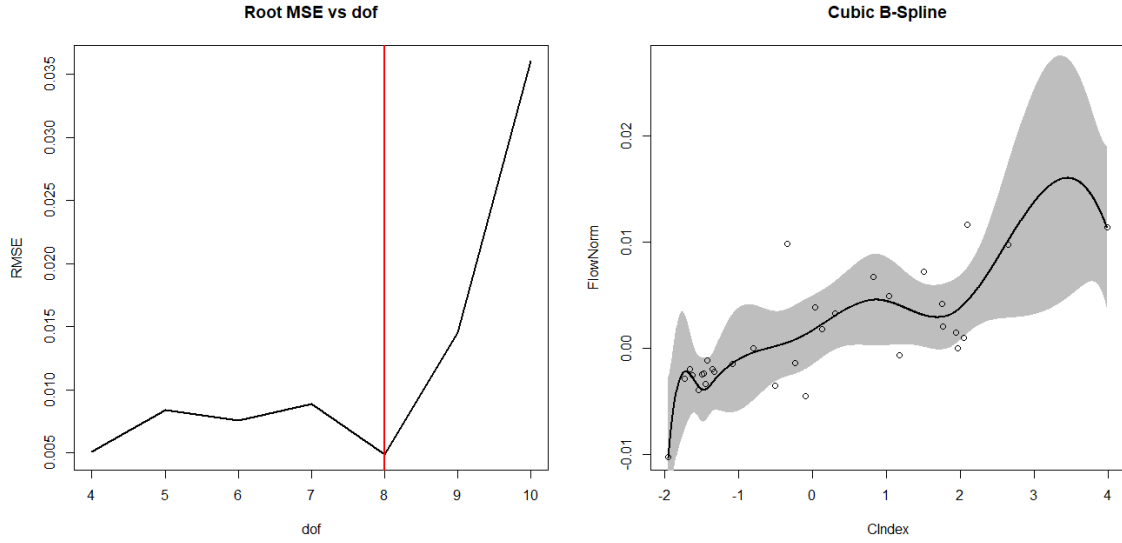 Root MSE vs dof
RMSE
0.035
0.030
0.025
0.020
0.015
0.010
0.005
4 5 6 7 8 9 10
dof
Cubic B-Spline
FlowNorm
0.02
0.01
0.00
-0.01
-2 -1 0 1 2 3 4
CIndex